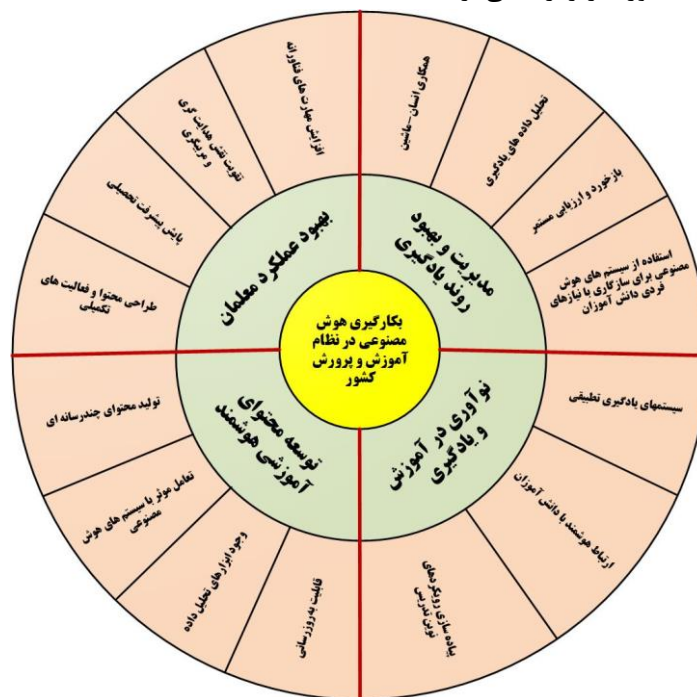 بکارگیری هوش
مصنوعی در نظام
آموزش و پرورش
کشور
مدیریت و بهبود
روند یادگیری
همکاری انسان-ماشین
تحلیل داده های یادگیری
بازخورد و ارزیابی مستمر
استفاده از سیستم های هوش
مصنوعی برای سازگاری با نیازهای
فردی دانش آموزان
نوآوری در آموزش
و یادگیری
سیستمهای یادگیری تطبیقی
ارتباط هوشمند با دانش آموزان
پیاده سازی رویکردهای
نوین تدریس
توسعه محتوای
آموزشی هوشمند
قابلیت به‌روزرسانی
وجود ابزارهای تحلیل داده
تعامل موثر با سیستم های هوش
مصنوعی
تولید محتوای چندرسانه ای
بهبود عملکرد معلمان
طراحی محتوا و فعالیت های
تکمیلی
پایش پیشرفت تحصیلی
تقویت نقش هدایت گری
و مربیگری
افزایش مهارت های فناورانه